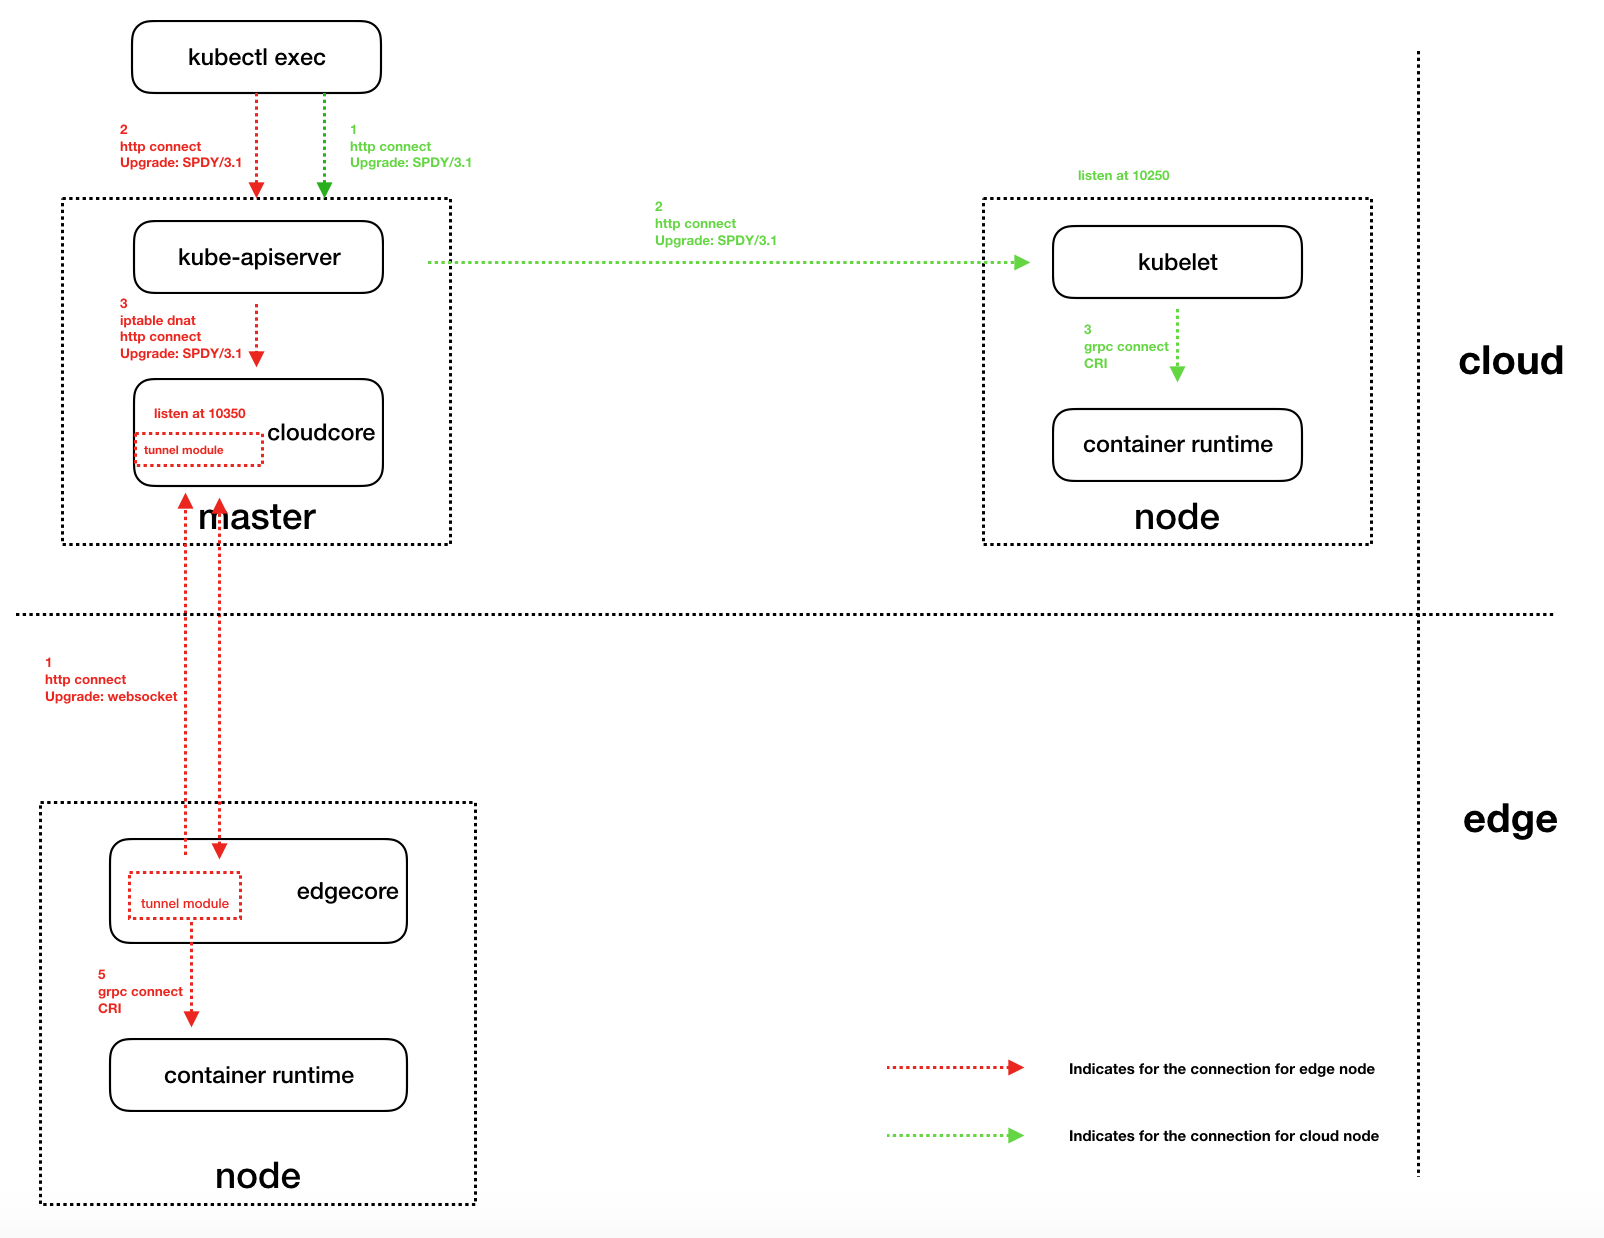 kubectl exec
2
http connect
Upgrade: SPDY/3.1
1
http connect
Upgrade: SPDY/3.1
kube-apiserver
2
http connect
Upgrade: SPDY/3.1
listen at 10250
kubelet
3
iptable dnat
http connect
Upgrade: SPDY/3.1
3
grpc connect
CRI
listen at 10350
cloudcore
tunnel module
master
container runtime
node
cloud
1
http connect
Upgrade: websocket
edgecore
tunnel module
5
grpc connect
CRI
container runtime
node
edge
Indicates for the connection for edge node
Indicates for the connection for cloud node